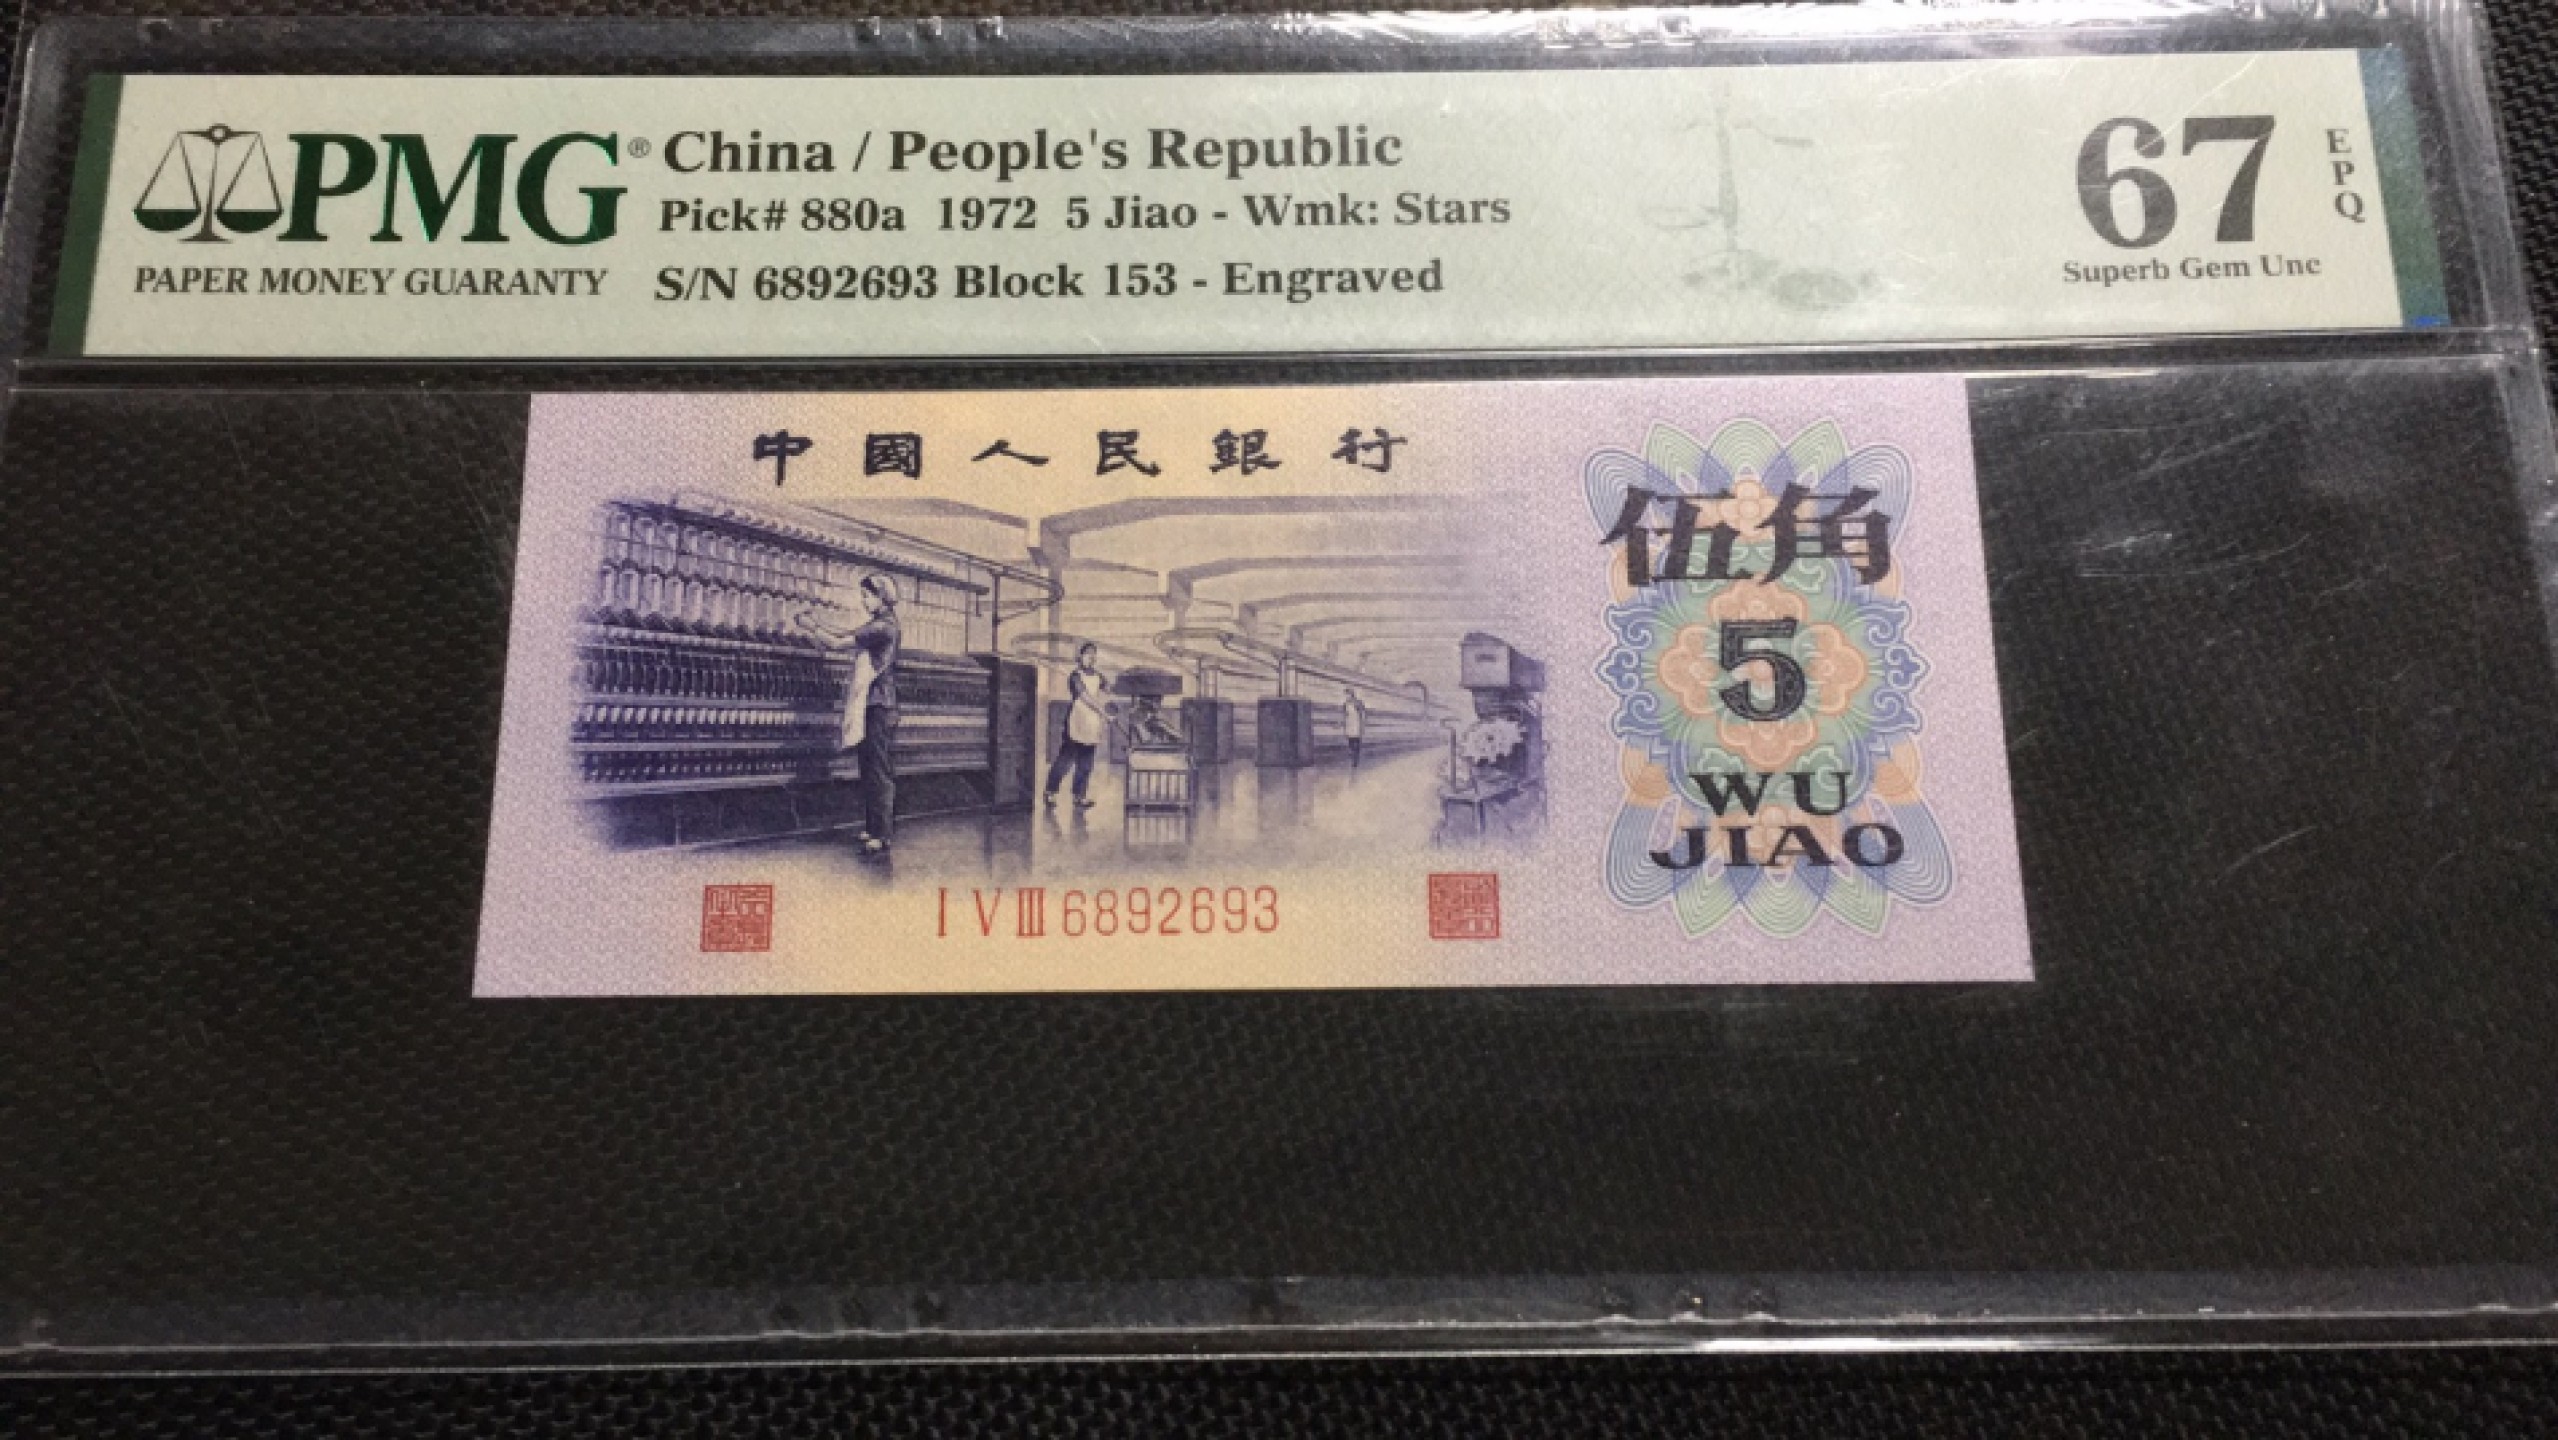 PMG® China / People's Republic
Pick# 880a 1972 5 Jiao - Wmk: Stars
PAPER MONEY GUARANTY
S/N 6892693 Block 153 - Engraved
67
EPQ
Superb Gem Unc
中國人民銀行
伍角
5
WU
JIAO
I V III 6892693